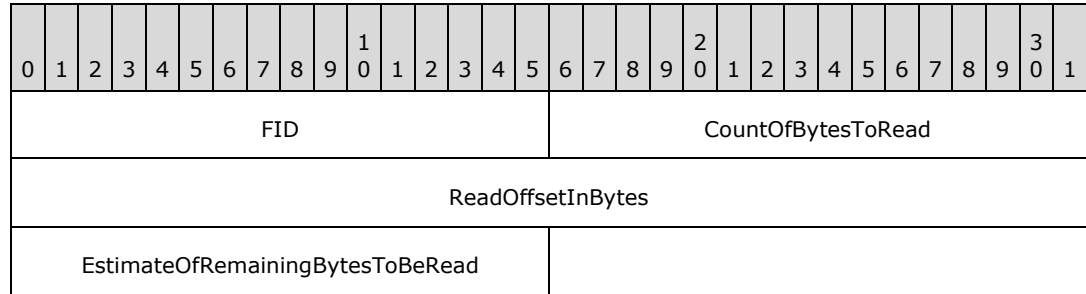 1 2 3
0 1 2 3 4 5 6 7 8 9 0 1 2 3 4 5 6 7 8 9 0 1 2 3 4 5 6 7 8 9 0 1
FID CountOfBytesToRead
ReadOffsetInBytes
EstimateOfRemainingBytesToBeRead